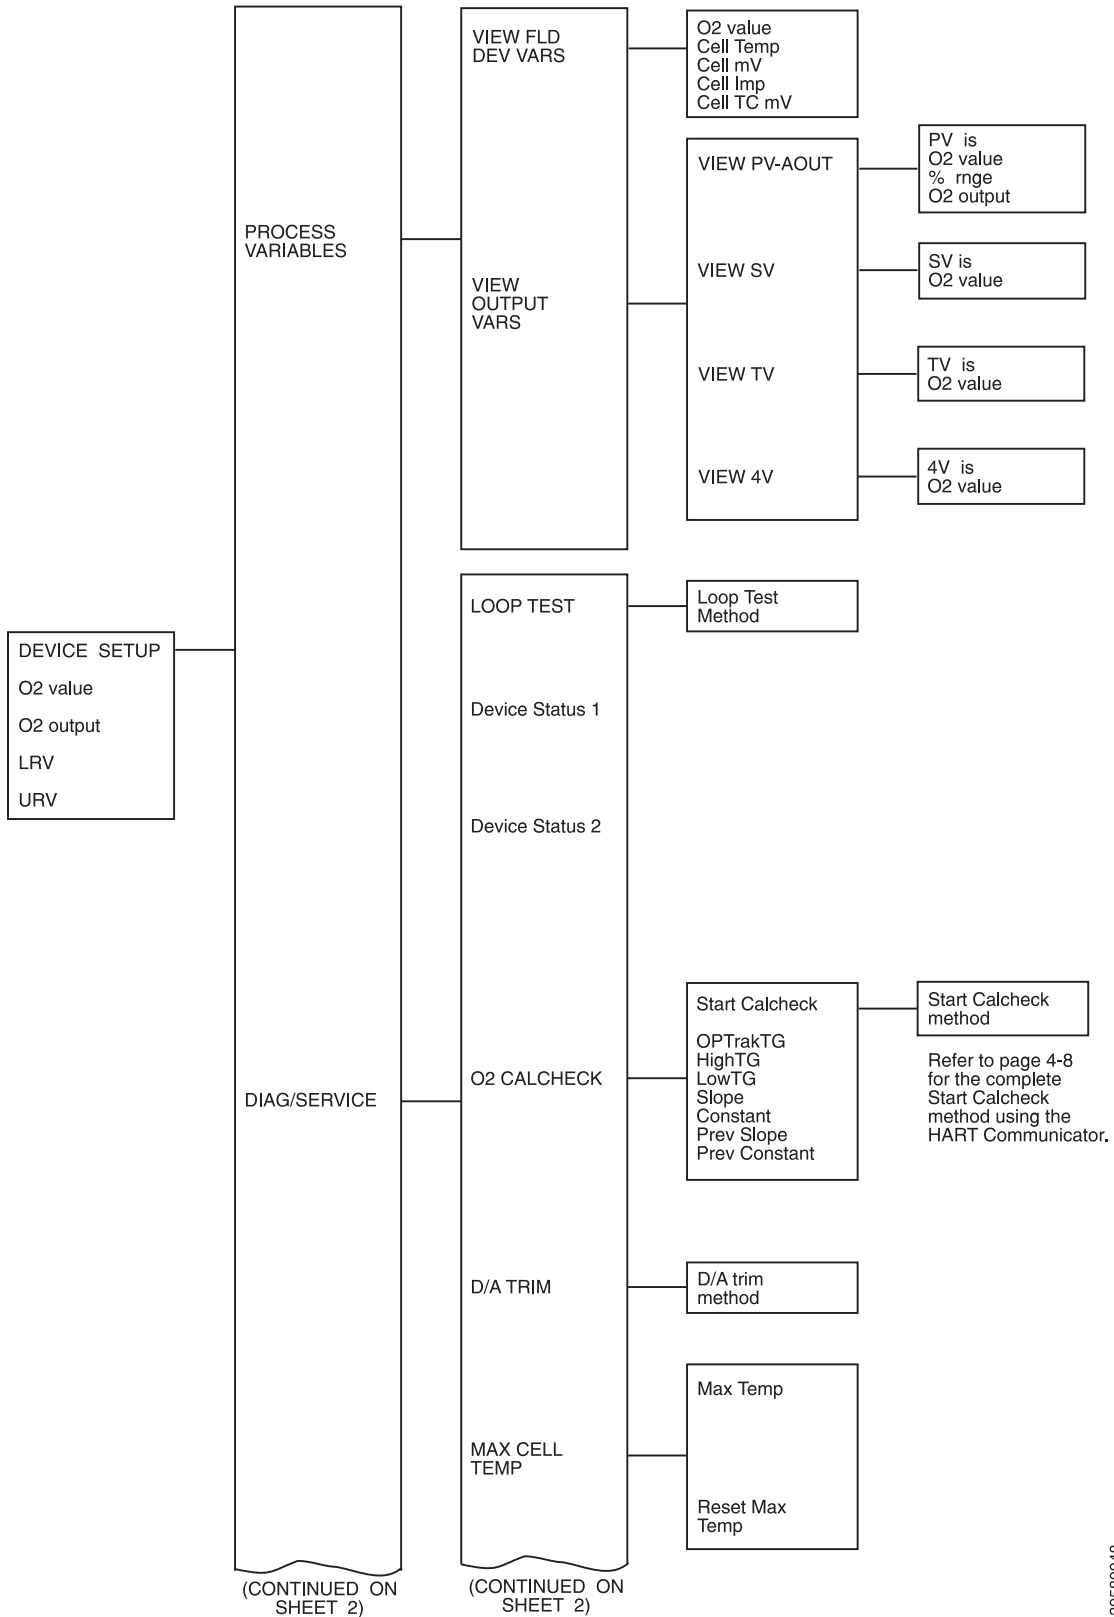 DEVICE SETUP
O2 value
O2 output
LRV
URV
PROCESS
VARIABLES
DIAG/SERVICE
(CONTINUED ON
SHEET 2)
VIEW FLD
DEV VARS
VIEW
OUTPUT
VARS
O2 value
Cell Temp
Cell mV
Cell Imp
Cell TC mV
VIEW PV-AOUT
VIEW SV
VIEW TV
VIEW 4V
PV is
O2 value
% rnge
O2 output
SV is
O2 value
TV is
O2 value
4V is
O2 value
LOOP TEST
Device Status 1
Device Status 2
O2 CALCHECK
D/A TRIM
MAX CELL
TEMP
(CONTINUED ON
SHEET 2)
Loop Test
Method
Start Calcheck
OPTrakTG
HighTG
LowTG
Slope
Constant
Prev Slope
Prev Constant
Start Calcheck
method
Refer to page 4-8
for the complete
Start Calcheck
method using the
HART Communicator.
D/A trim
method
Max Temp
Reset Max
Temp